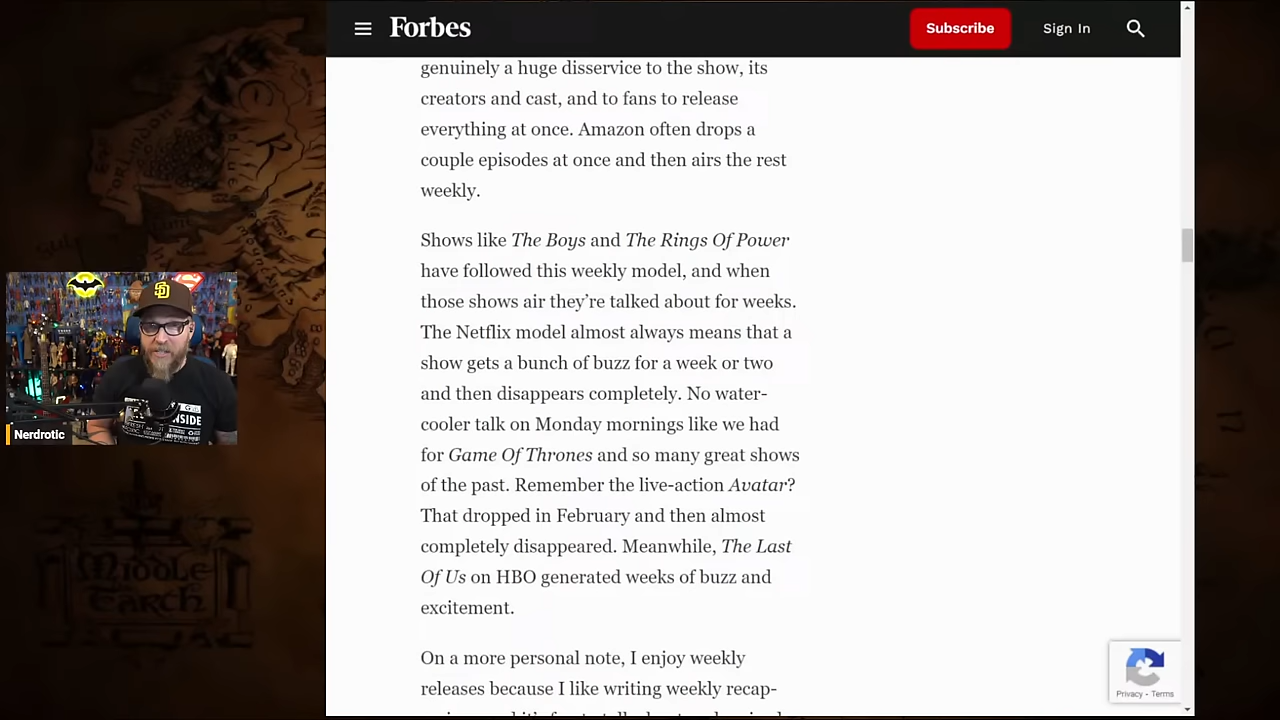 Forbes
Subscribe
Sign In
genuinely a huge disservice to the show, its
creators and cast, and to fans to release
everything at once. Amazon often drops a
couple episodes at once and then airs the rest
weekly.
Shows like The Boys and The Rings Of Power
have followed this weekly model, and when
those shows air they’re talked about for weeks.
The Netflix model almost always means that a
show gets a bunch of buzz for a week or two
and then disappears completely. No water-
cooler talk on Monday mornings like we had
for Game Of Thrones and so many great shows
of the past. Remember the live-action Avatar?
That dropped in February and then almost
completely disappeared. Meanwhile, The Last
Of Us on HBO generated weeks of buzz and
excitement.
On a more personal note, I enjoy weekly
releases because I like writing weekly recap-
Privacy - Terms
Nerdrotic
SD
NSIDE
Middle
Earth